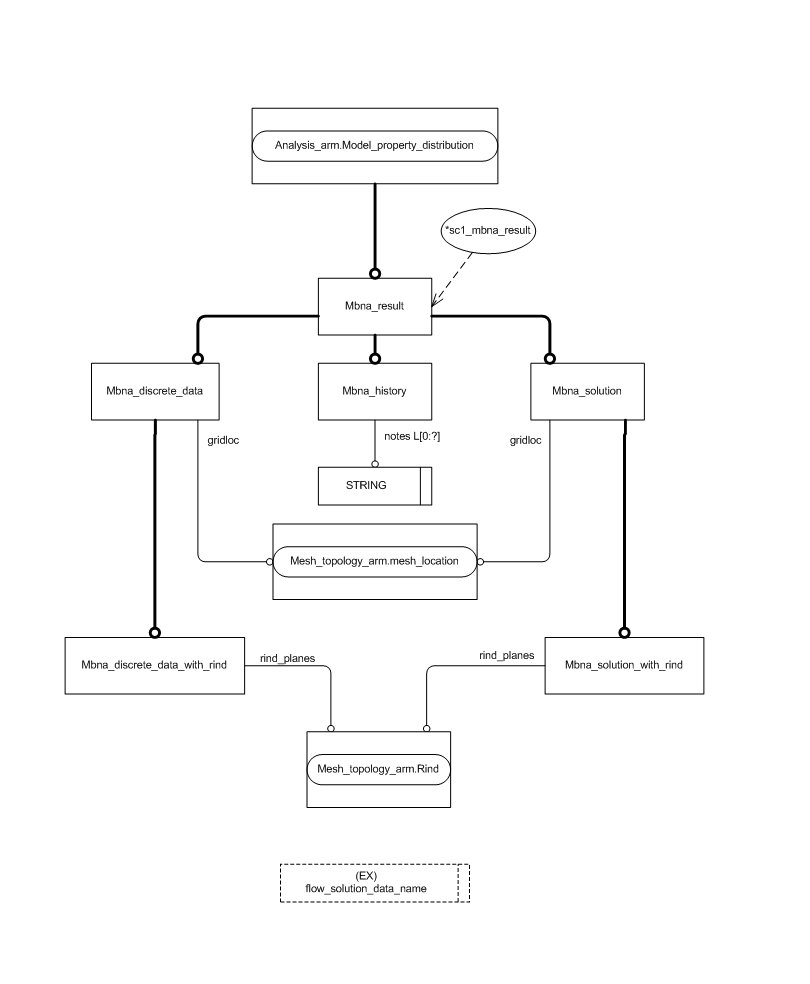 Analysis_arm.Model_property_distribution
*sc1_mbna_result
Mbna_result
Mbna_discrete_data
Mbna_history
Mbna_solution
gridloc
notes L[0:?]
gridloc
STRING
Mesh_topology_arm.mesh_location
rind_planes
rind_planes
Mbna_discrete_data_with_rind
Mbna_solution_with_rind
Mesh_topology_arm.Rind
(EX)
flow_solution_data_name